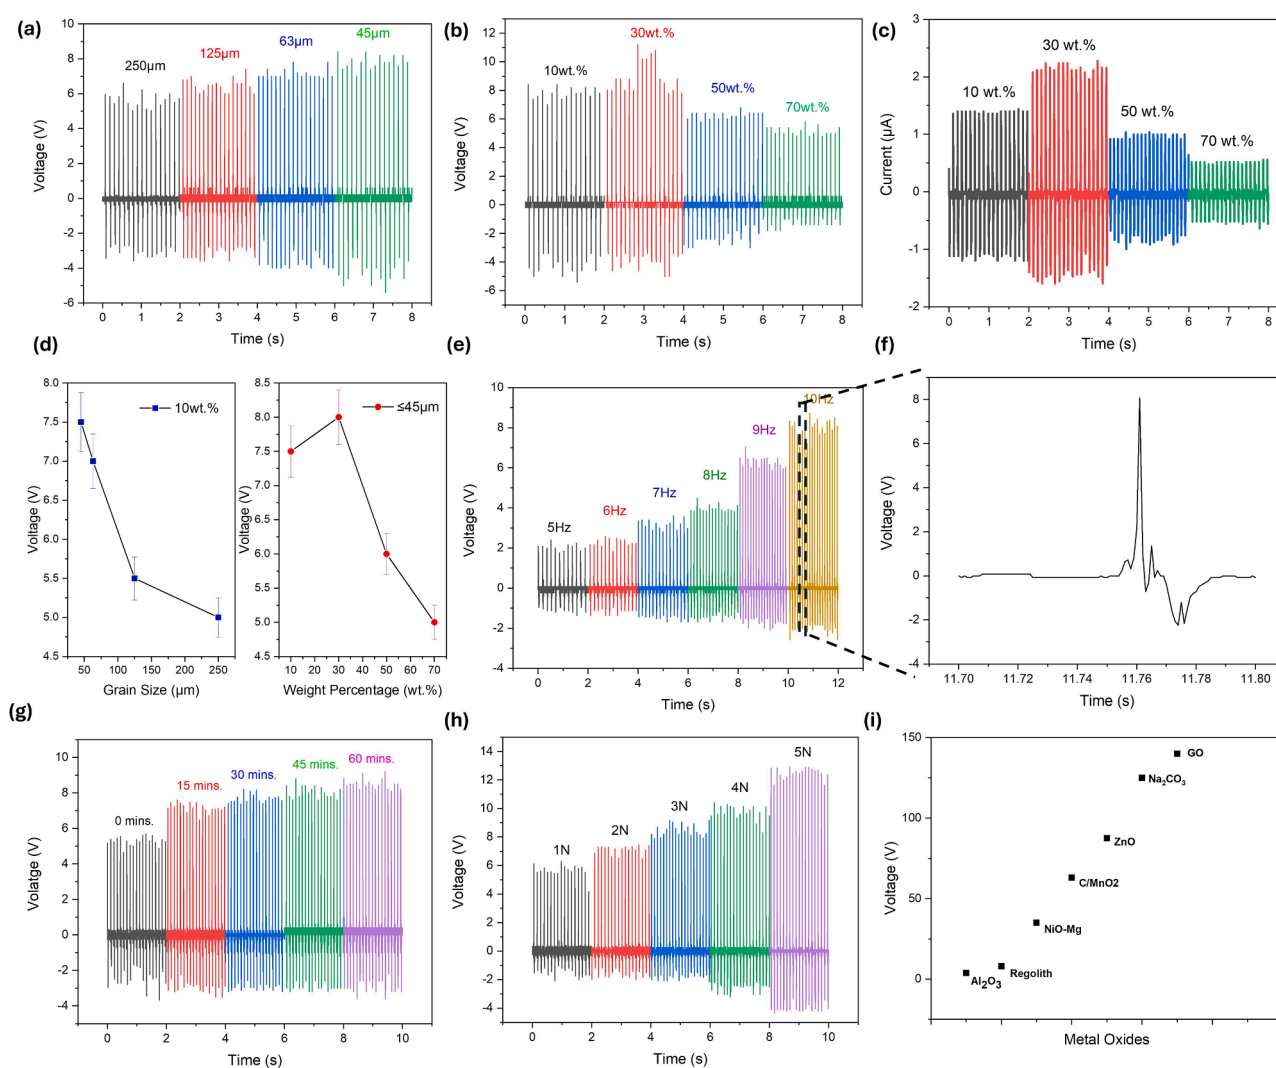 (a)
10
8
6
4
2
0
-2
-4
-6
Voltage (V)
250µm
125µm
63µm
45µm
0 1 2 3 4 5 6 7 8
Time (s)
(b)
12
10
8
6
4
2
0
-2
-4
-6
Voltage (V)
10wt.%
30wt.%
50wt.%
70wt.%
0 1 2 3 4 5 6 7 8
Time (s)
(c)
3
2
1
0
-1
-2
Current (µA)
10 wt.%
30 wt.%
50 wt.%
70 wt.%
0 1 2 3 4 5 6 7 8
Time (s)
(d)
8.0
7.5
7.0
6.5
6.0
5.5
5.0
4.5
Voltage (V)
10wt.%
50 100 150 200 250
Grain Size (µm)
8.5
8.0
7.5
7.0
6.5
6.0
5.5
5.0
4.5
Voltage (V)
≤45µm
10 20 30 40 50 60 70
Weight Percentage (wt.%)
(e)
10
8
6
4
2
0
-2
-4
Voltage (V)
5Hz
6Hz
7Hz
8Hz
9Hz
10Hz
0 2 4 6 8 10 12
Time (s)
(f)
8
6
4
2
0
-2
-4
Voltage (V)
11.70 11.72 11.74 11.76 11.78 11.80
Time (s)
(g)
10
8
6
4
2
0
-2
-4
Volatge (V)
0 mins.
15 mins.
30 mins.
45 mins.
60 mins.
0 2 4 6 8 10
Time (s)
(h)
14
12
10
8
6
4
2
0
-2
-4
Voltage (V)
1N
2N
3N
4N
5N
0 2 4 6 8 10
Time (s)
(i)
150
100
50
0
Voltage (V)
GO
Na₂CO₃
ZnO
C/MnO2
NiO-Mg
Regolith
Al₂O₃
Metal Oxides